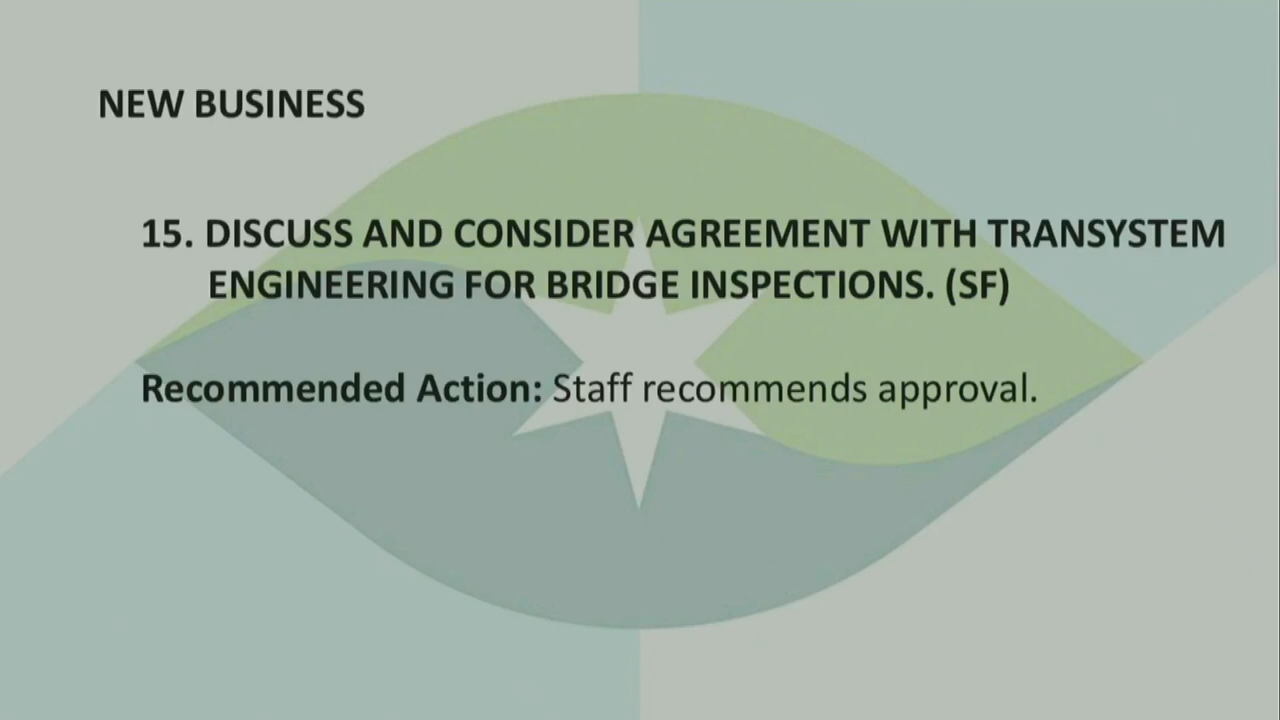 NEW BUSINESS
15. DISCUSS AND CONSIDER AGREEMENT WITH TRANSYSTEM
ENGINEERING FOR BRIDGE INSPECTIONS. (SF)
Recommended Action: Staff recommends approval.